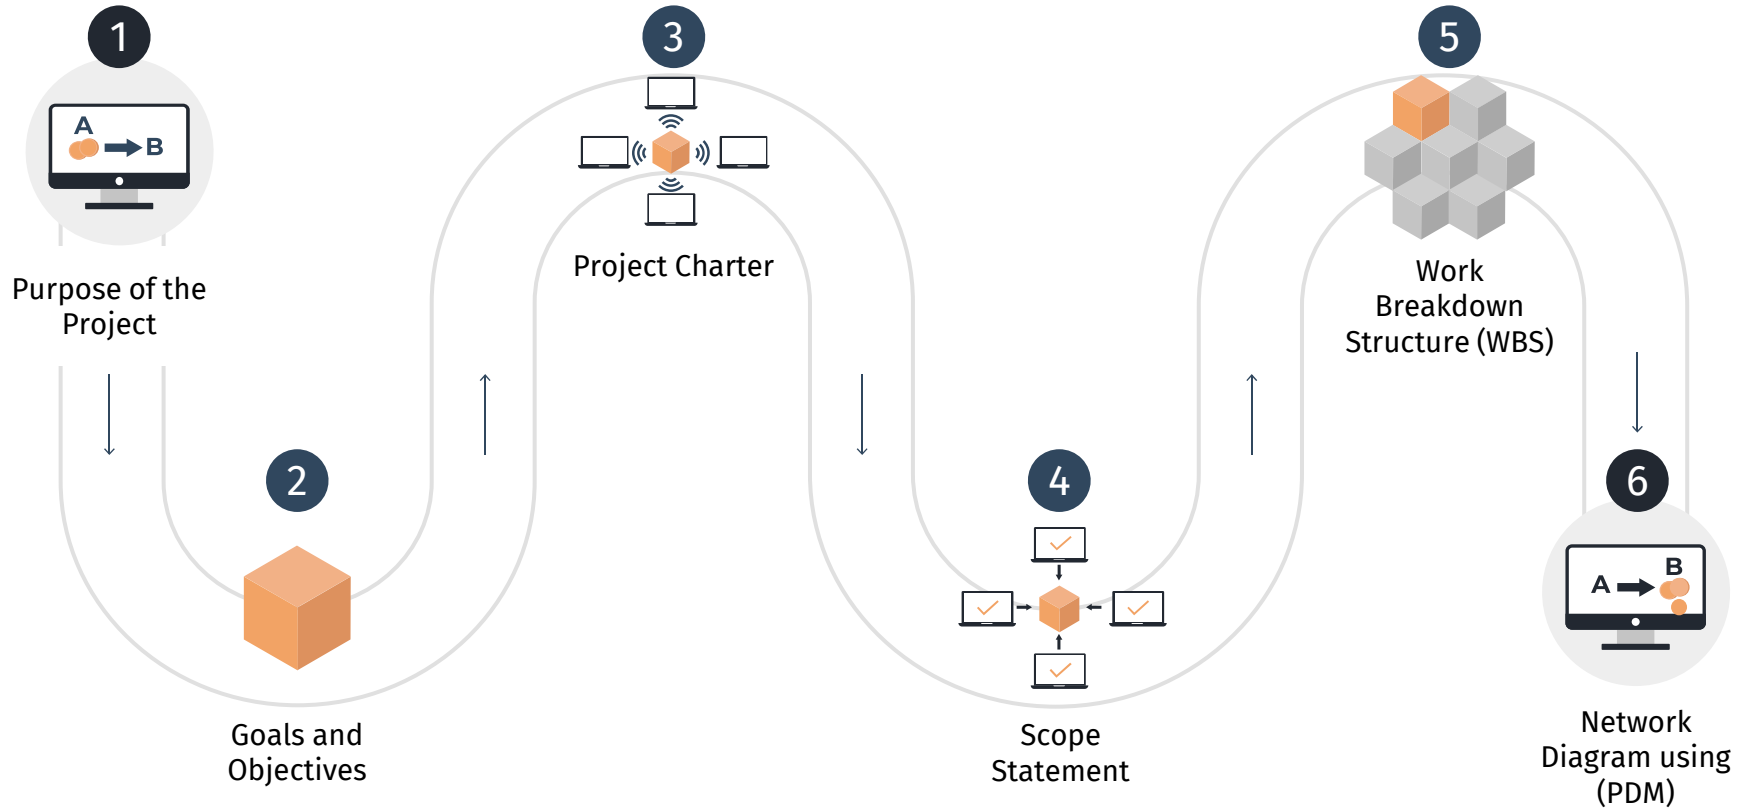 1
A
B
Purpose of the
Project
2
Goals and
Objectives
3
Project Charter
4
Scope
Statement
5
Work
Breakdown
Structure (WBS)
6
A
B
Network
Diagram using
(PDM)